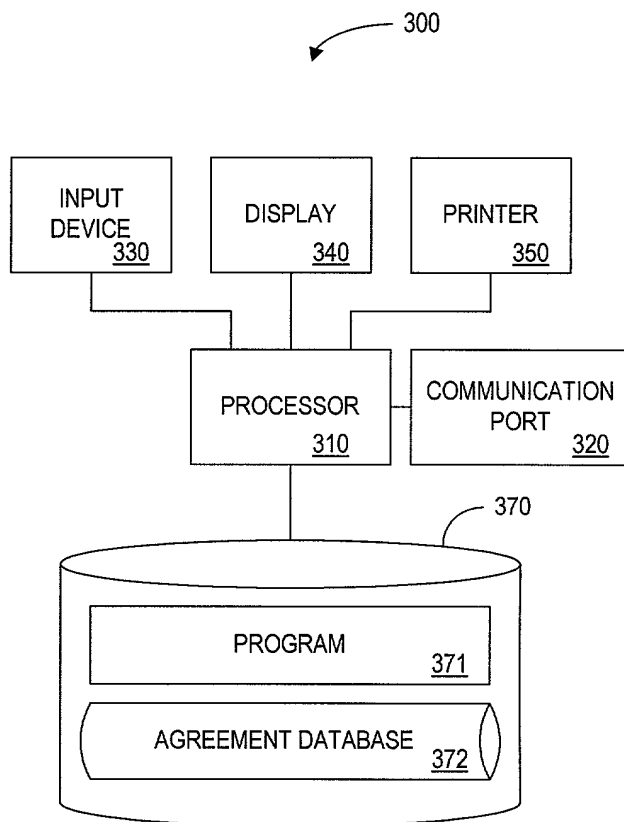 300
INPUT
DEVICE
330
DISPLAY
340
PRINTER
350
PROCESSOR
310
COMMUNICATION
PORT
320
370
PROGRAM
371
AGREEMENT DATABASE
372